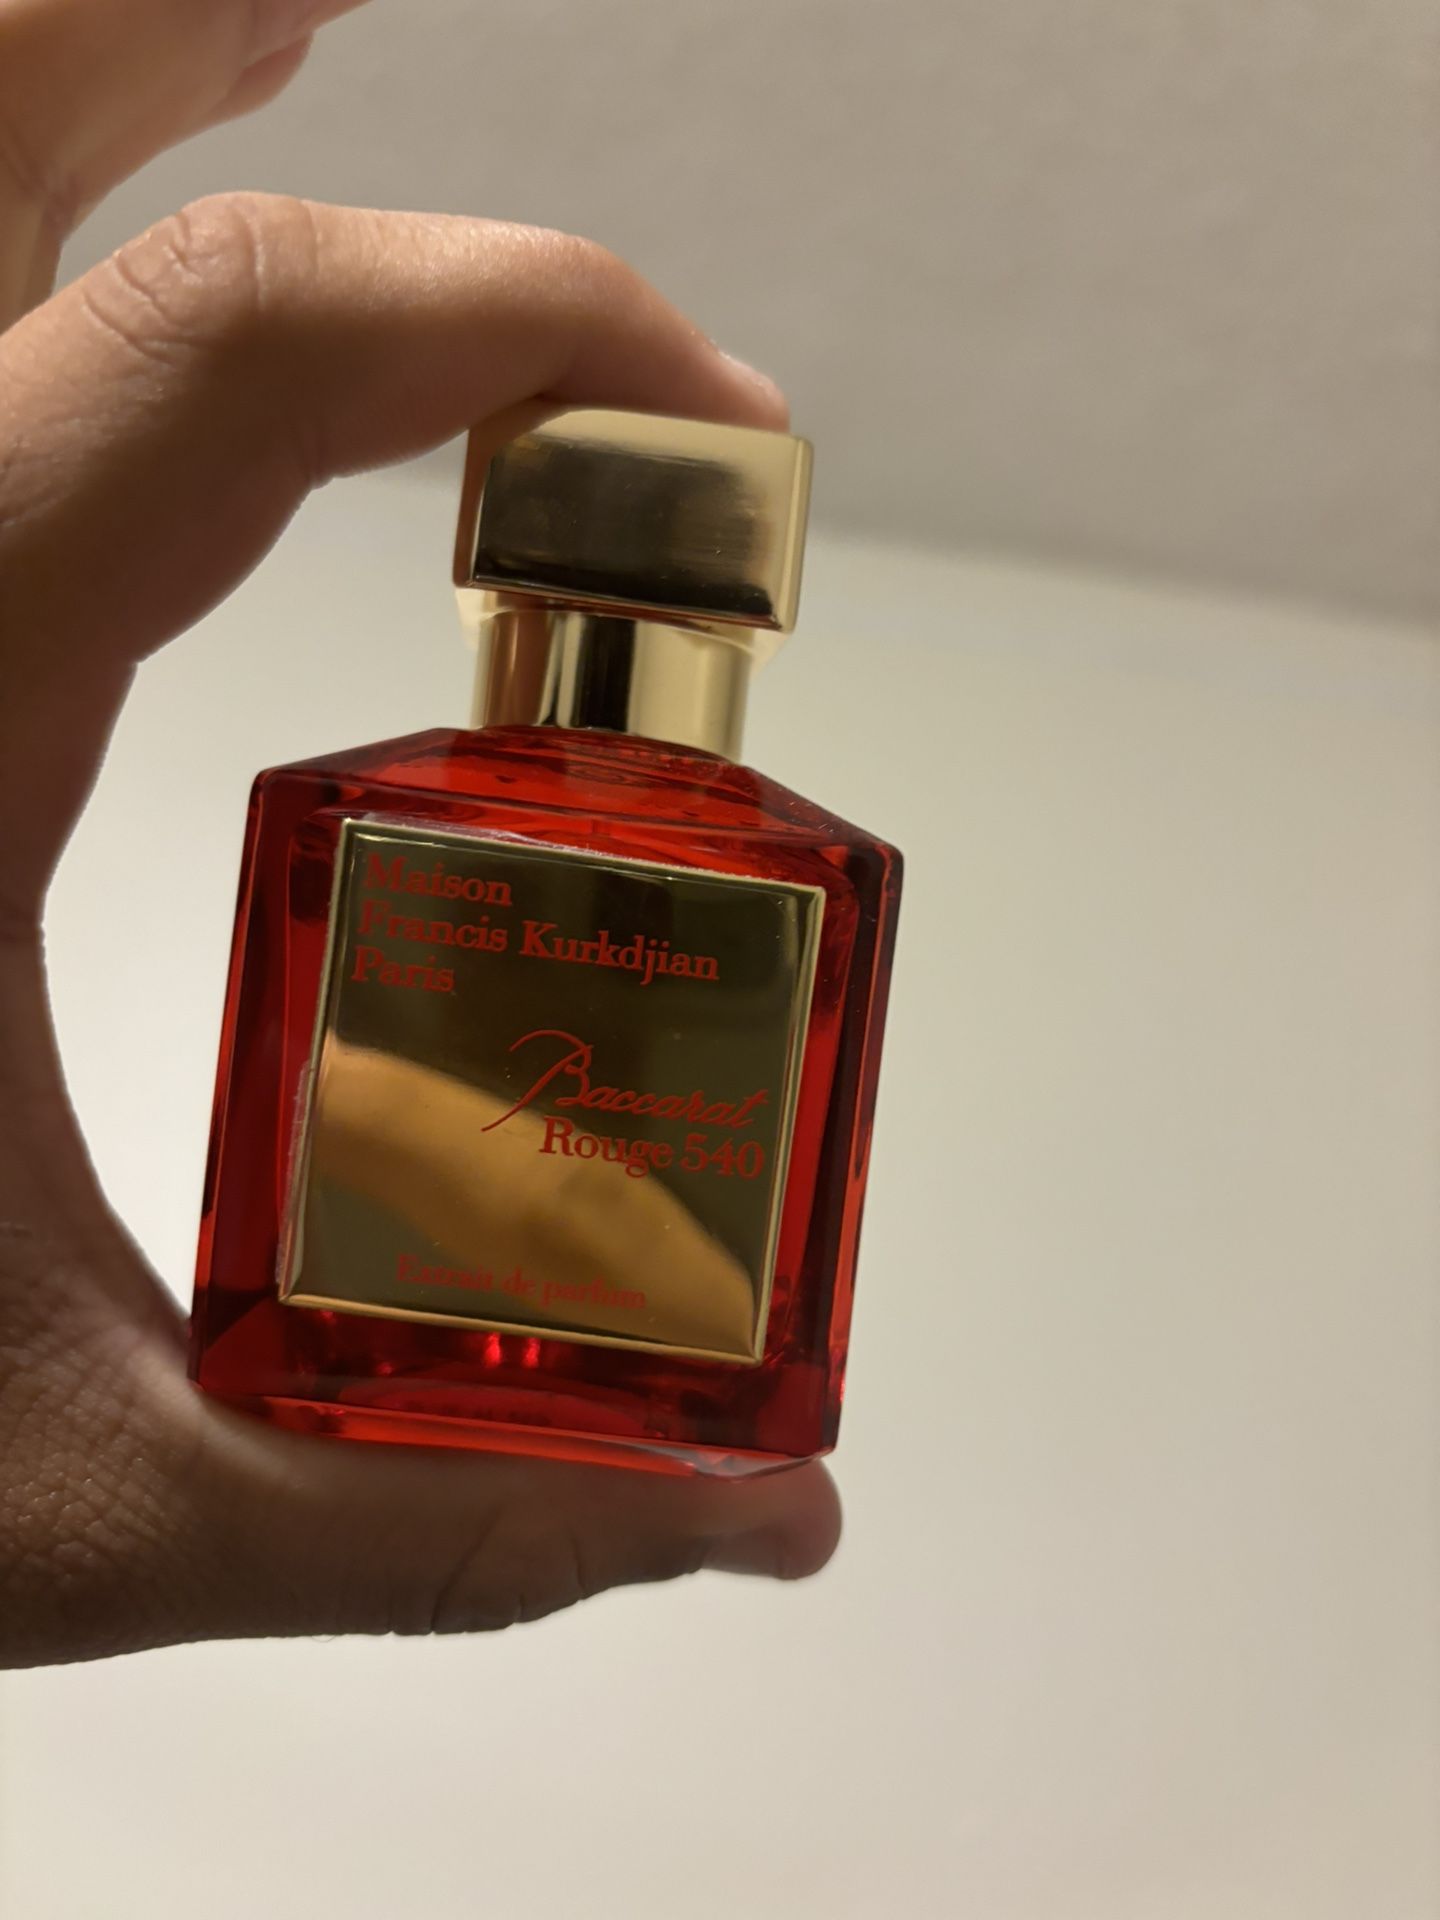 Maison
Francis Kurkdjian
Paris
Baccarat
Rouge 540
Extrait de parfum